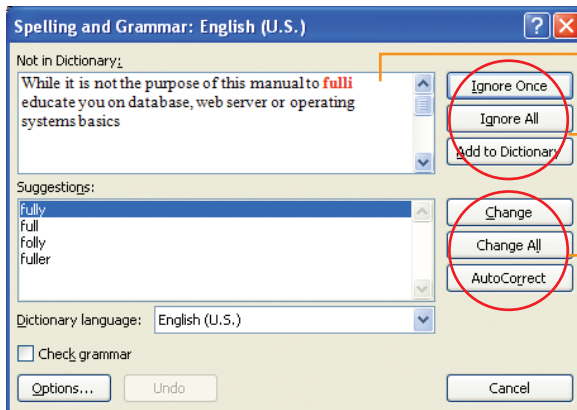 Spelling and Grammar: English (U.S.)
Not in Dictionary:
While it is not the purpose of this manual to fulli
educate you on database, web server or operating
systems basics
Ignore Once
Ignore All
Add to Dictionary
Suggestions:
fully
full
folly
fuller
Change
Change All
AutoCorrect
Dictionary language: English (U.S.)
Check grammar
Options... Undo Cancel